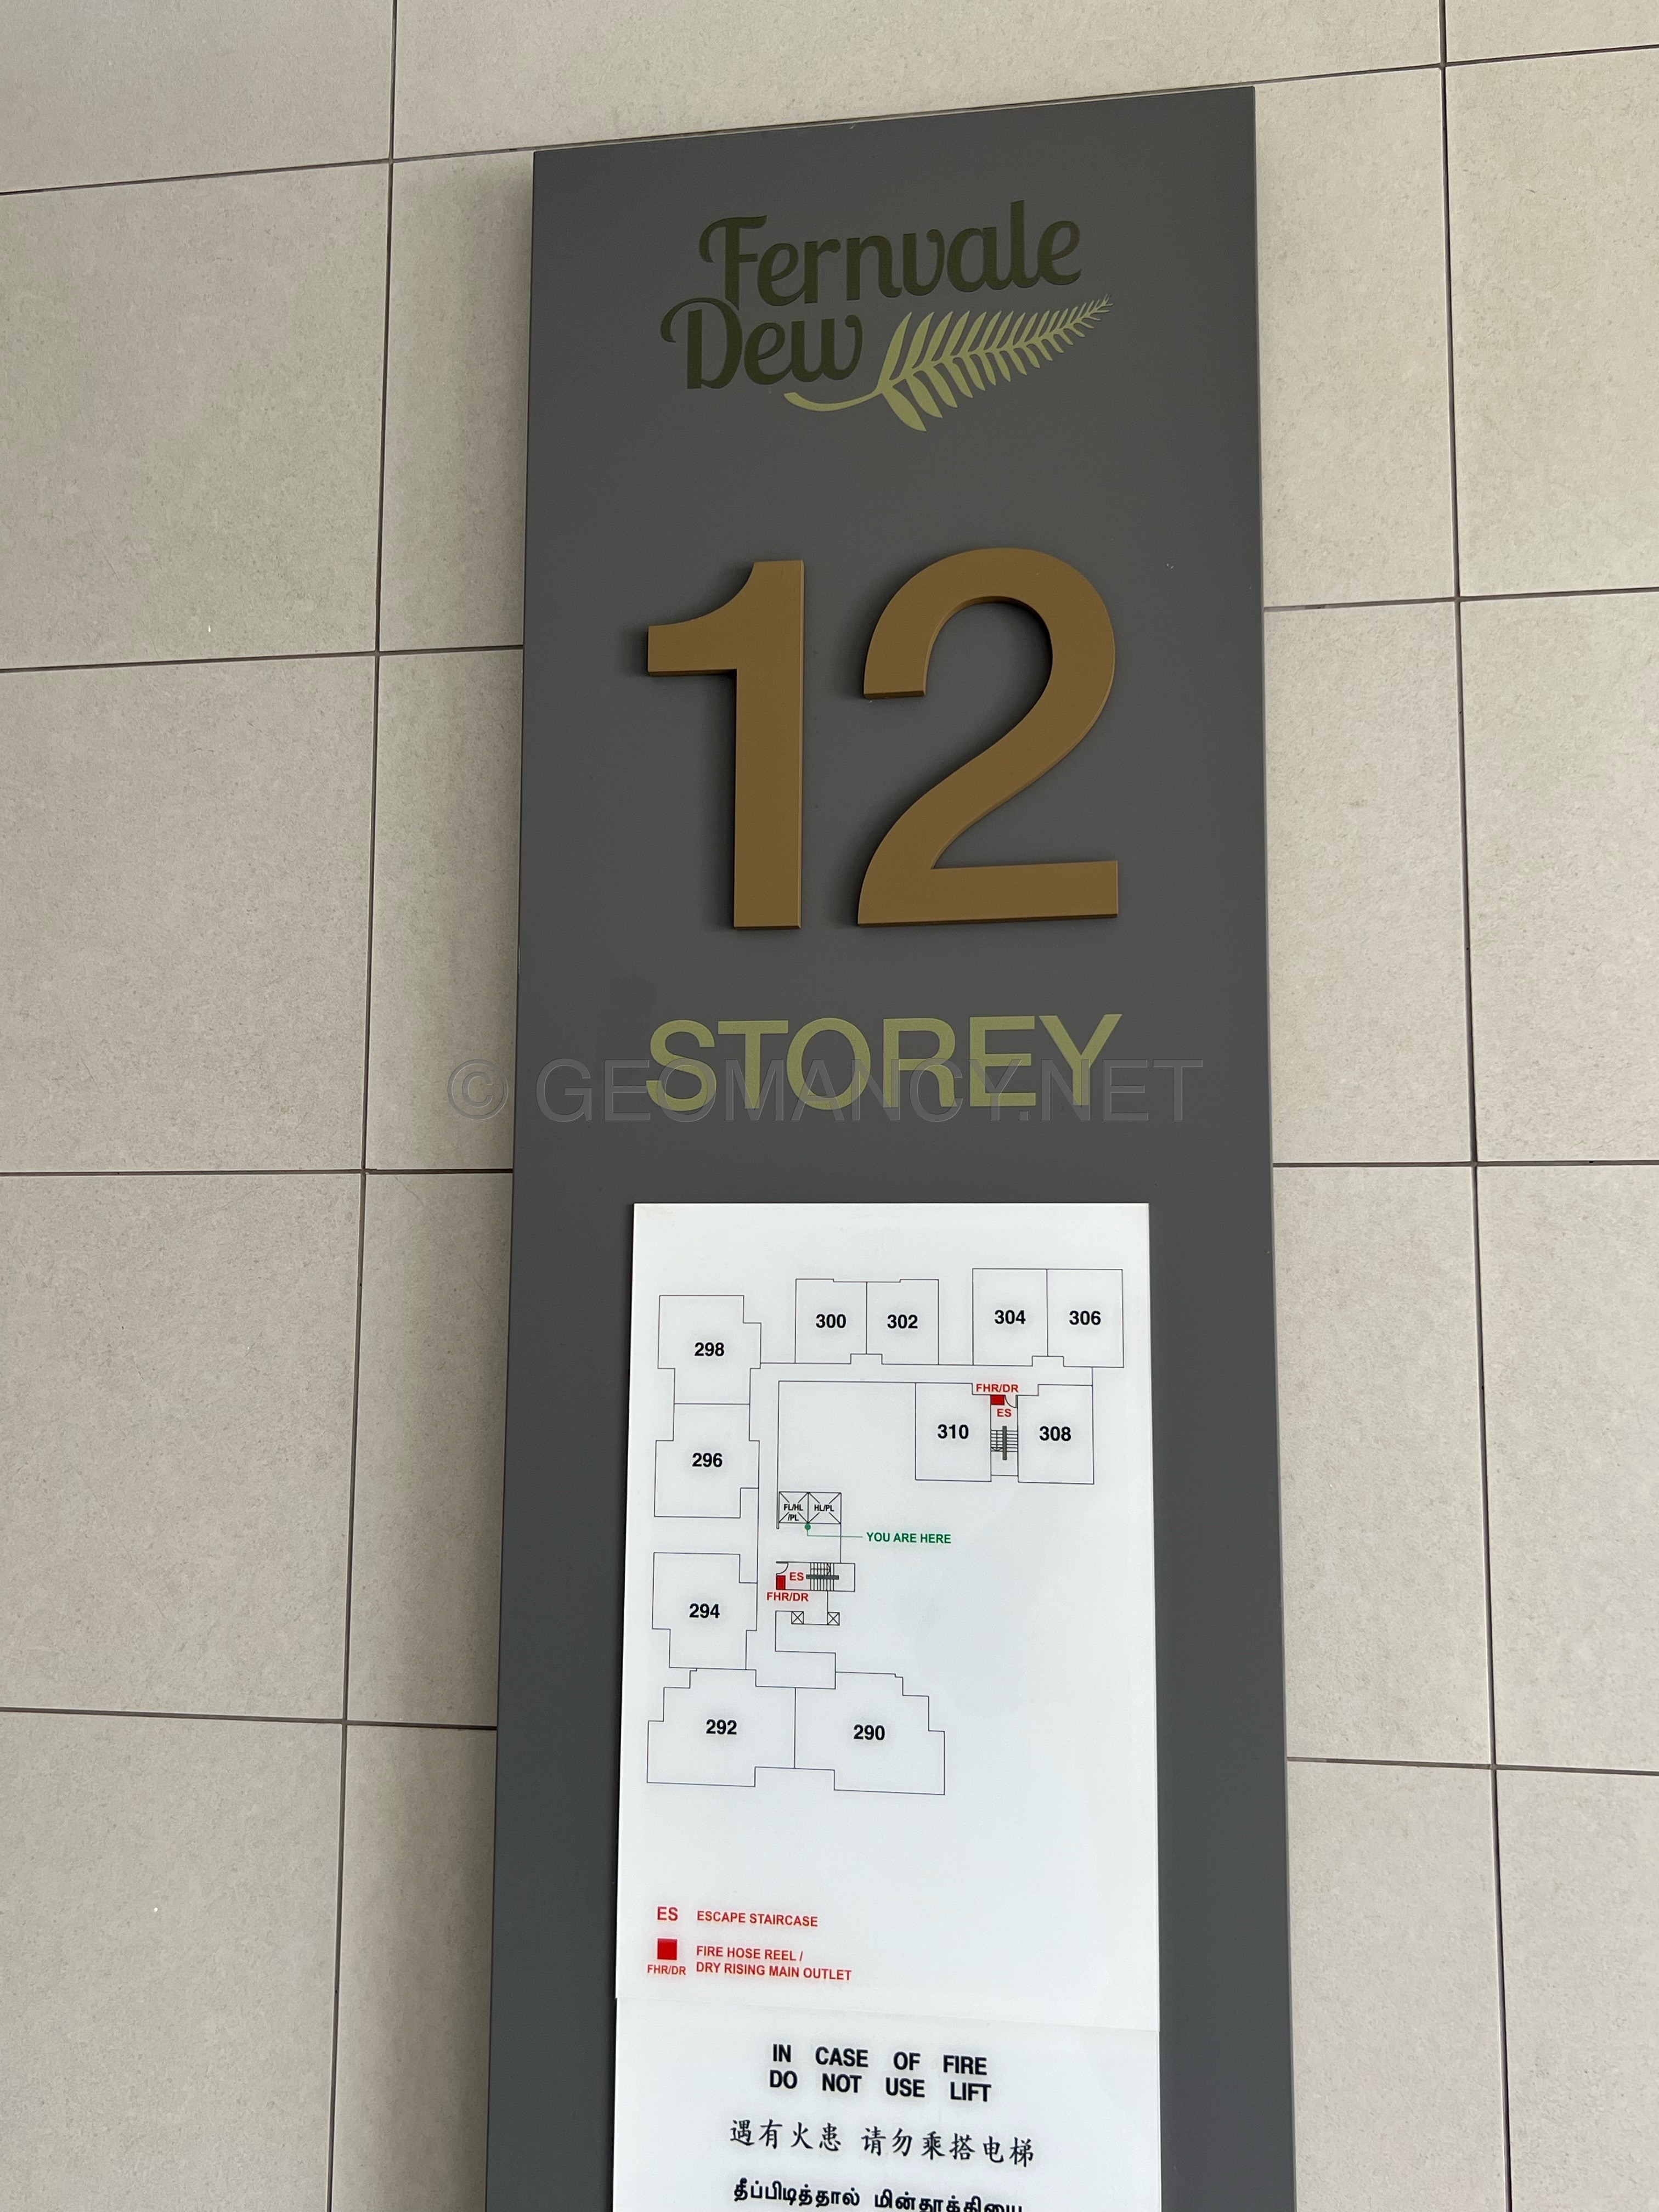 Fernvale
Dew
12
STOREY
© GEOMANCY.NET
300 302
304 306
298
FHR/DR
ES
310 308
296
FL/HL
/PL
HL/PL
YOU ARE HERE
ES
FHR/DR
294
292 290
ES ESCAPE STAIRCASE
FIRE HOSE REEL /
FHR/DR DRY RISING MAIN OUTLET
IN CASE OF FIRE
DO NOT USE LIFT
遇有火患 请勿乘搭电梯
தீப்பிடித்தால் மின்தூக்கியை